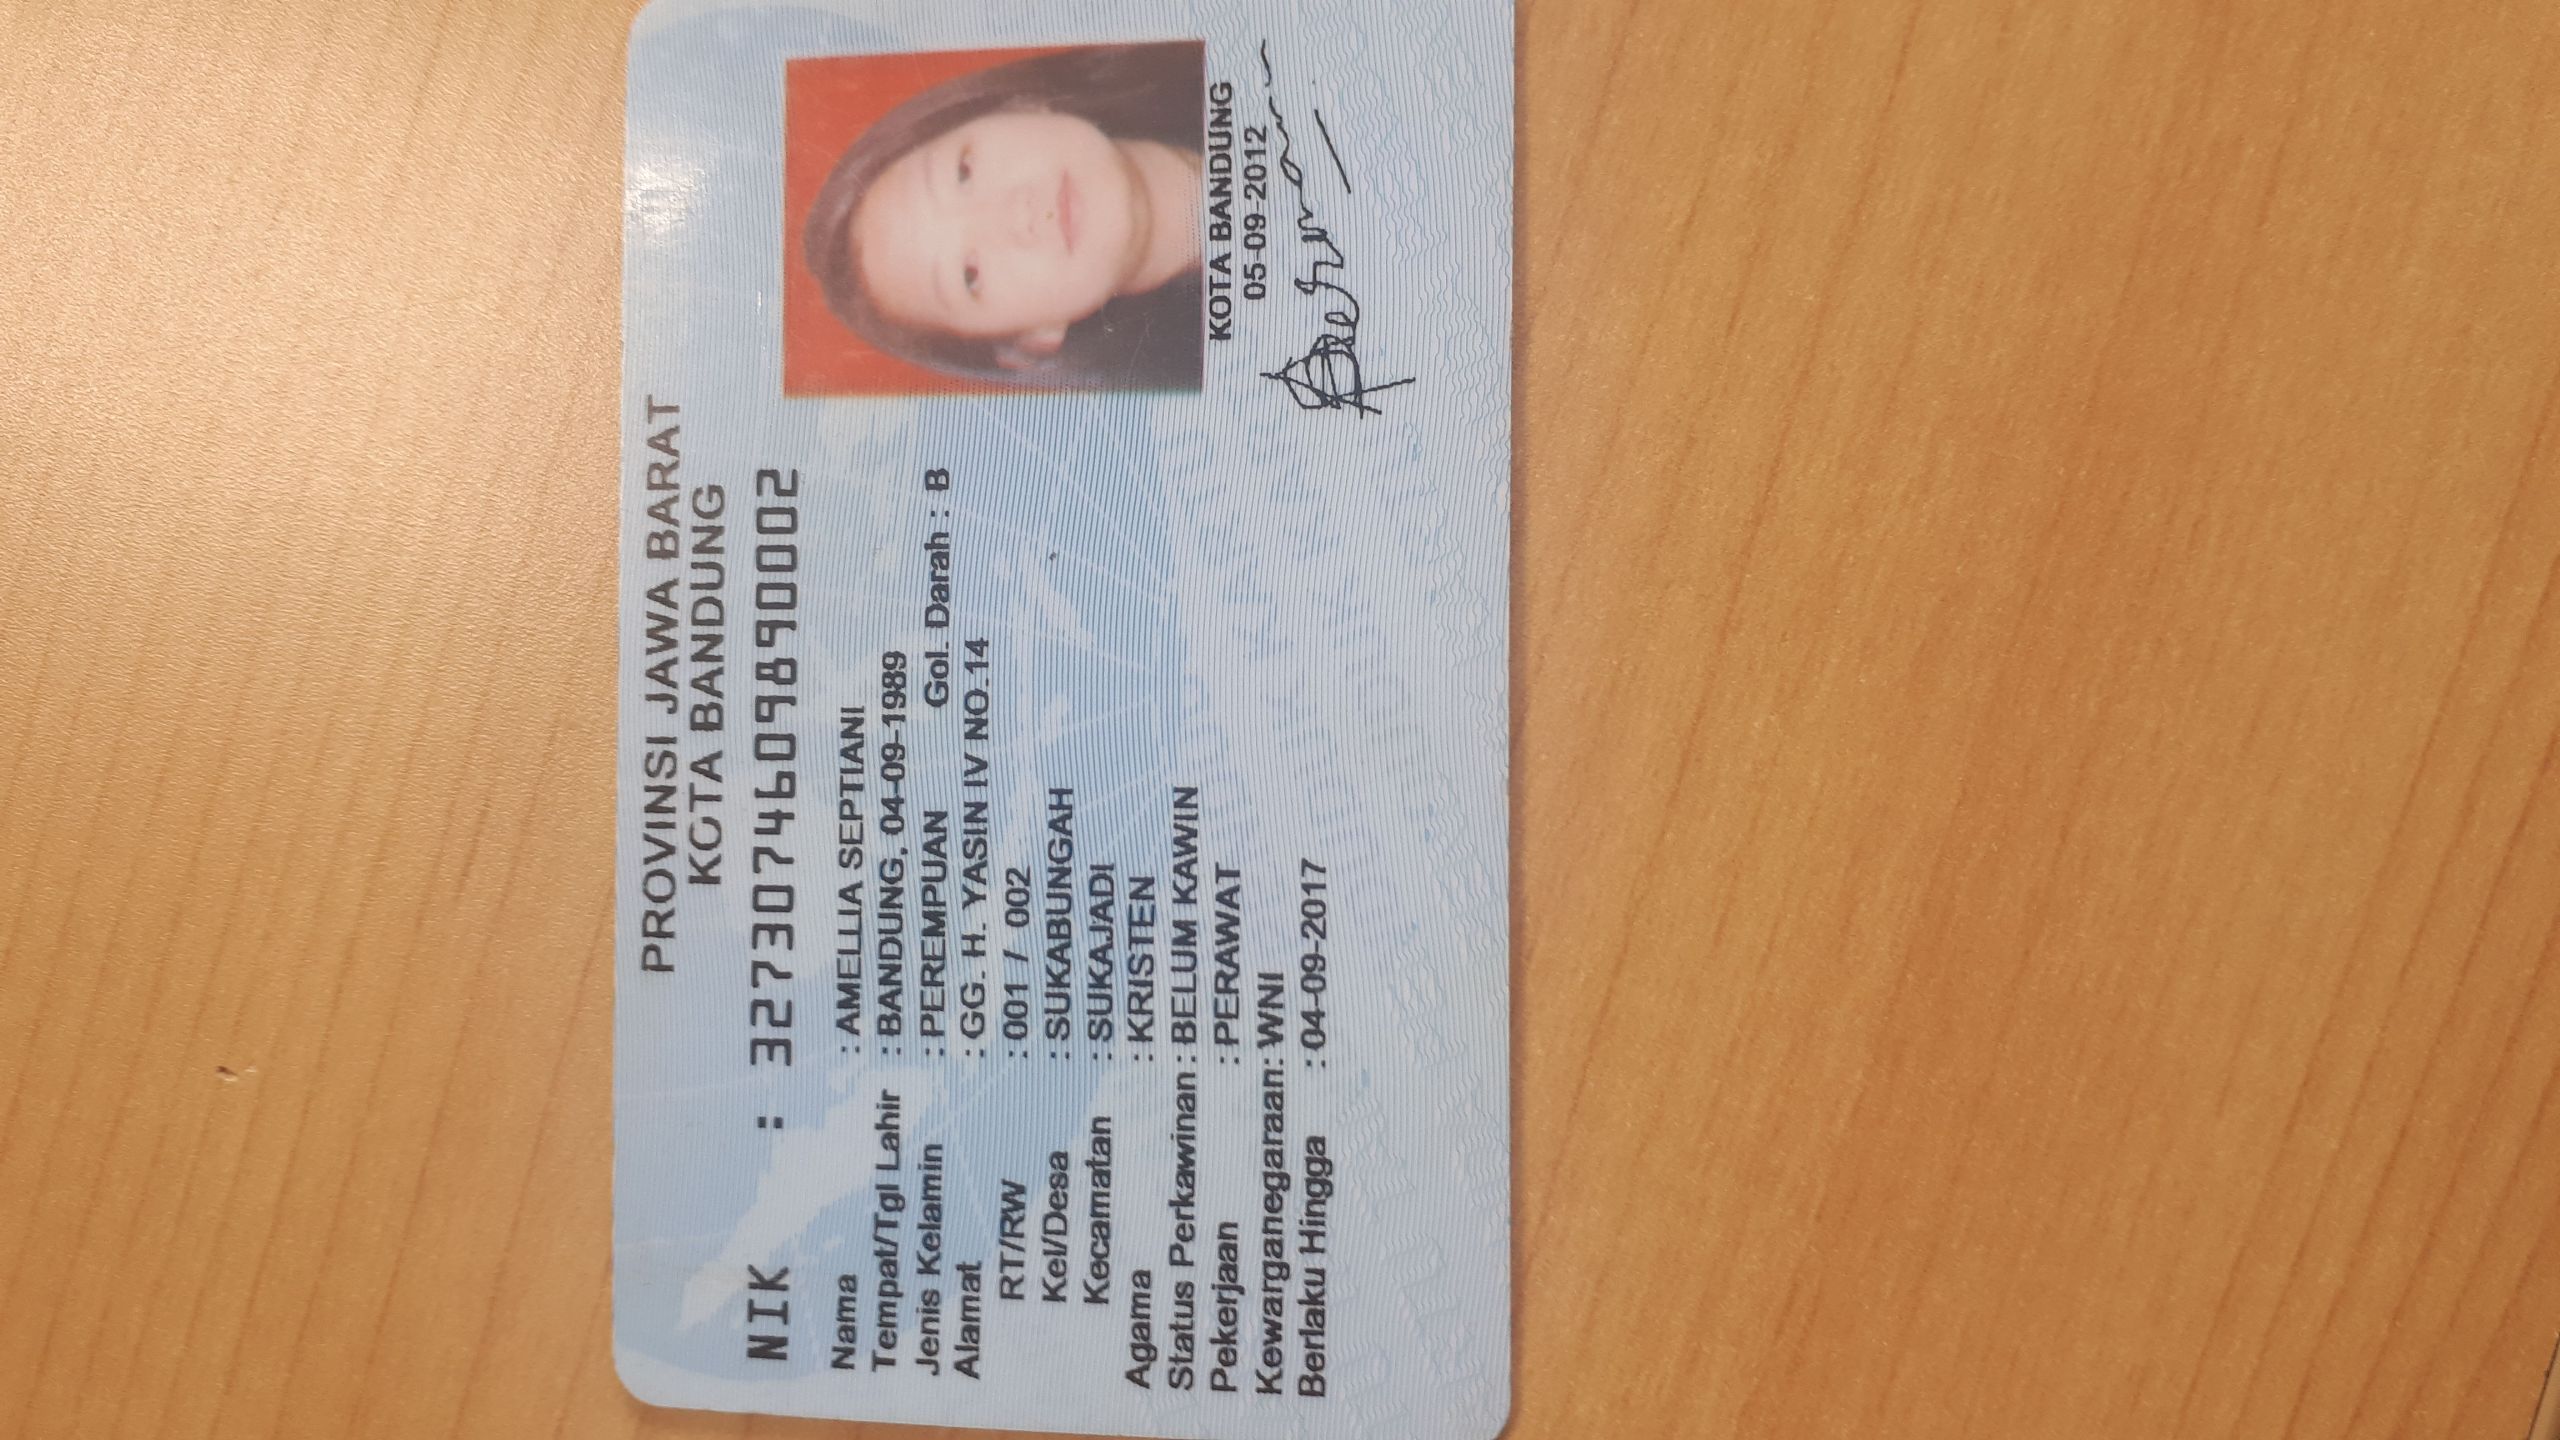 PROVINSI JAWA BARAT
KOTA BANDUNG
NIK : 3273074609890002
Nama : AMELLIA SEPTIANI
Tempat/Tgl Lahir : BANDUNG, 04-09-1989
Jenis Kelamin : PEREMPUAN Gol. Darah : B
Alamat : GG. H. YASIN IV NO.14
RT/RW : 001 / 002
Kel/Desa : SUKABUNGAH
Kecamatan : SUKAJADI
Agama : KRISTEN
Status Perkawinan : BELUM KAWIN
Pekerjaan : PERAWAT
Kewarganegaraan: WNI
Berlaku Hingga : 04-09-2017
KOTA BANDUNG
05-09-2012